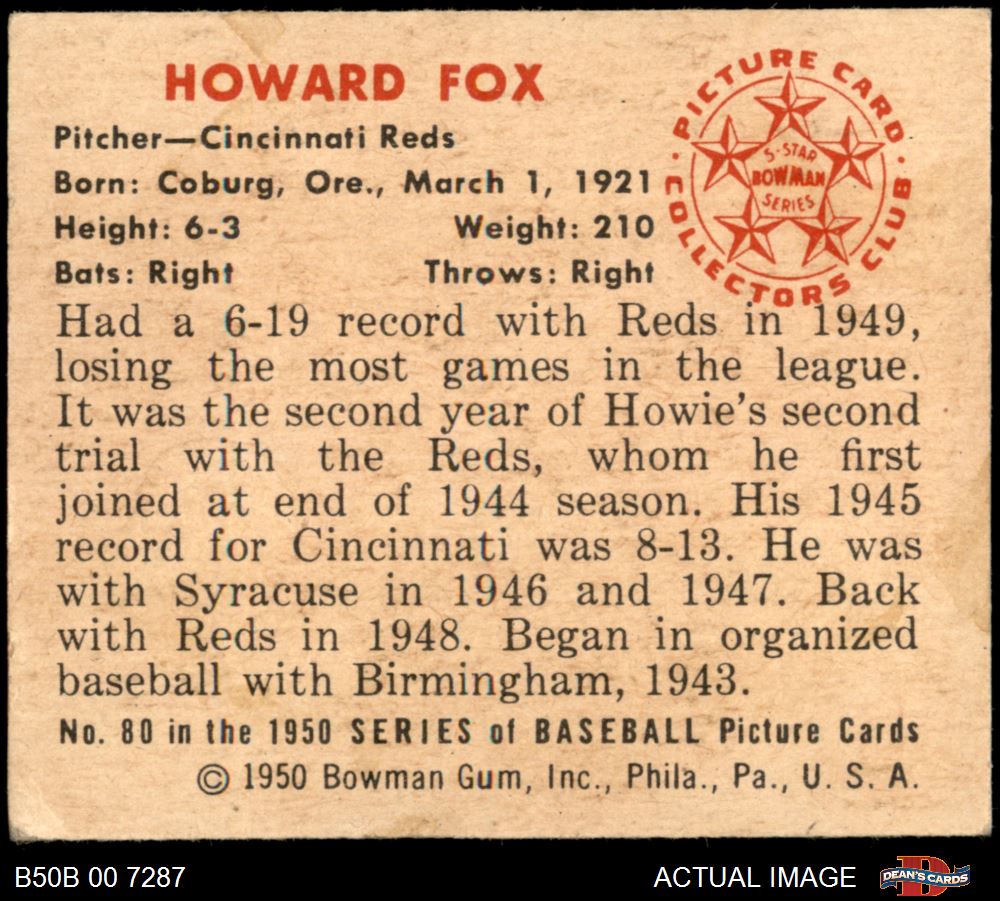 HOWARD FOX
Pitcher—Cincinnati Reds
Born: Coburg, Ore., March 1, 1921
Height: 6-3 Weight: 210
Bats: Right Throws: Right
PICTURE CARD COLLECTORS CLUB
5-STAR
BOWMAN
SERIES
Had a 6-19 record with Reds in 1949,
losing the most games in the league.
It was the second year of Howie's second
trial with the Reds, whom he first
joined at end of 1944 season. His 1945
record for Cincinnati was 8-13. He was
with Syracuse in 1946 and 1947. Back
with Reds in 1948. Began in organized
baseball with Birmingham, 1943.
No. 80 in the 1950 SERIES of BASEBALL Picture Cards
© 1950 Bowman Gum, Inc., Phila., Pa., U. S. A.
B50B 00 7287 ACTUAL IMAGE
DEAN'S CARDS